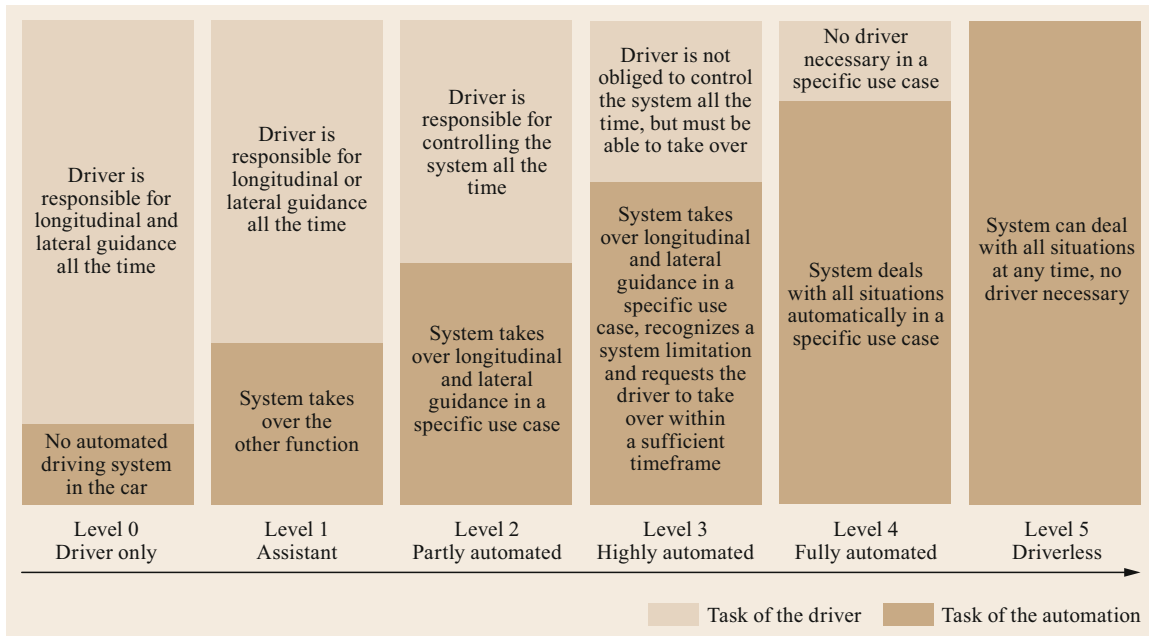 Driver is
responsible for
longitudinal and
lateral guidance
all the time
No automated
driving system
in the car
Level 0
Driver only
Driver is
responsible for
longitudinal or
lateral guidance
all the time
System takes
over the
other function
Level 1
Assistant
Driver is
responsible for
controlling the
system all the
time
System takes
over longitudinal
and lateral
guidance in a
specific use case
Level 2
Partly automated
Driver is not
obliged to control
the system all the
time, but must be
able to take over
System takes
over longitudinal
and lateral
guidance in a
specific use
case, recognizes a
system limitation
and requests the
driver to take
over within
a sufficient
timeframe
Level 3
Highly automated
No driver
necessary in a
specific use case
System deals
with all situations
automatically in a
specific use case
Level 4
Fully automated
System can deal
with all situations
at any time, no
driver necessary
Level 5
Driverless
Task of the driver
Task of the automation